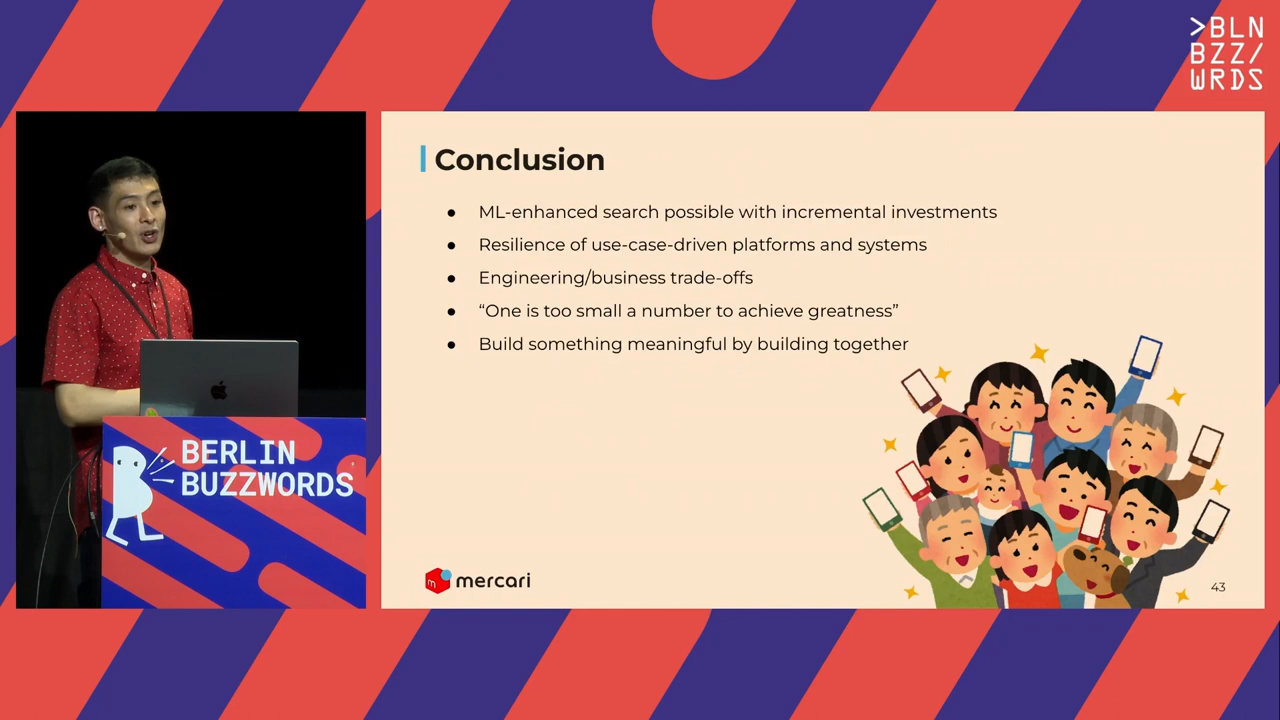 >BLN
BZZ/
WRDS
Conclusion
● ML-enhanced search possible with incremental investments
● Resilience of use-case-driven platforms and systems
● Engineering/business trade-offs
● “One is too small a number to achieve greatness”
● Build something meaningful by building together
BERLIN
BUZZWORDS
mercari
43